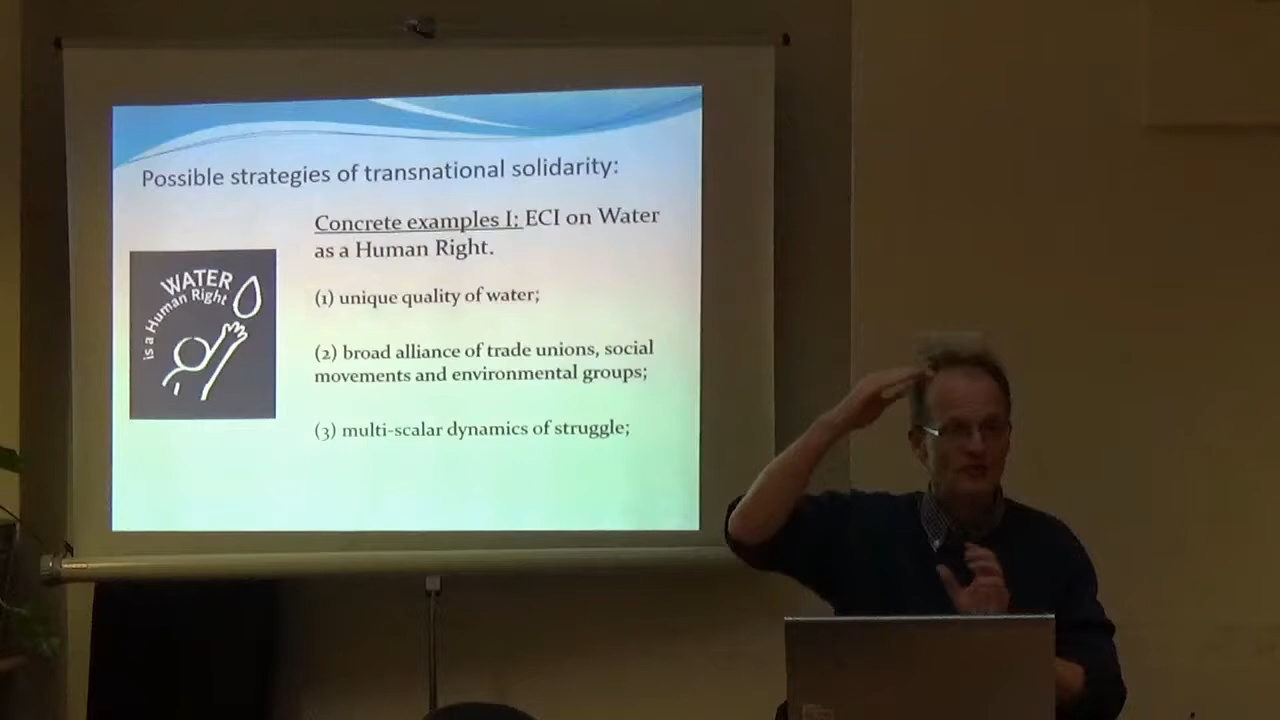 Possible strategies of transnational solidarity:
Concrete examples I: ECI on Water
as a Human Right.
WATER
is a Human Right
(1) unique quality of water;
(2) broad alliance of trade unions, social
movements and environmental groups;
(3) multi-scalar dynamics of struggle;